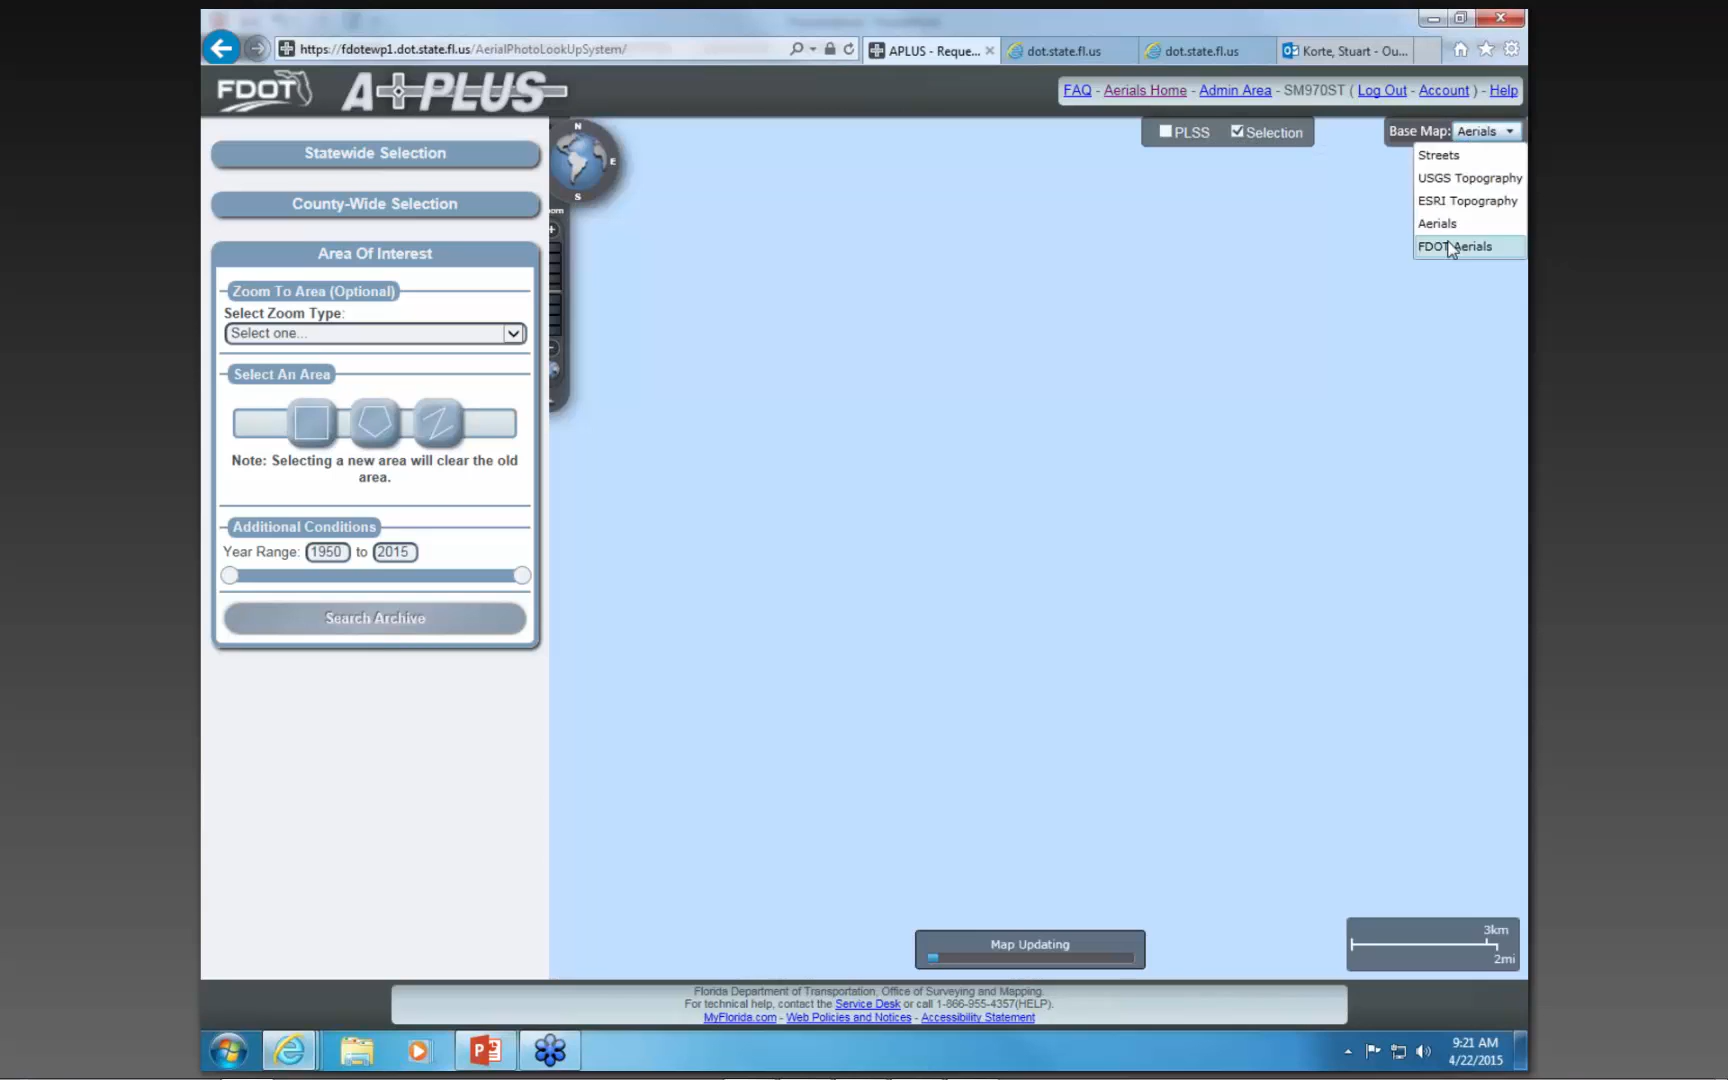 https://fdotewp1.dot.state.fl.us/AerialPhotoLookUpSystem/
APLUS - Reque...
dot.state.fl.us
dot.state.fl.us
Korte, Stuart - Ou...
FDOT
A+PLUS
FAQ - Aerials Home - Admin Area - SM970ST ( Log Out - Account ) - Help
PLSS
Selection
Base Map: Aerials
Streets
USGS Topography
ESRI Topography
Aerials
FDOT Aerials
N
E
S
Statewide Selection
County-Wide Selection
Area Of Interest
Zoom To Area (Optional)
Select Zoom Type:
Select one...
Select An Area
Note: Selecting a new area will clear the old
area.
Additional Conditions
Year Range: 1950 to 2015
Search Archive
Map Updating
3km
2mi
Florida Department of Transportation, Office of Surveying and Mapping.
For technical help, contact the Service Desk or call 1-866-955-4357(HELP).
MyFlorida.com - Web Policies and Notices - Accessibility Statement
9:21 AM
4/22/2015